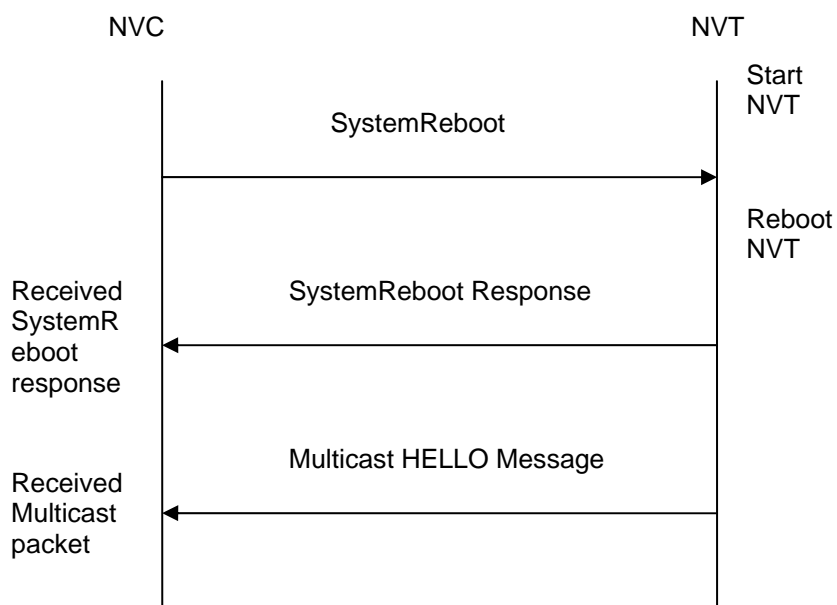 NVC
NVT
Start
NVT
SystemReboot
Reboot
NVT
SystemReboot Response
Received
SystemR
eboot
response
Multicast HELLO Message
Received
Multicast
packet